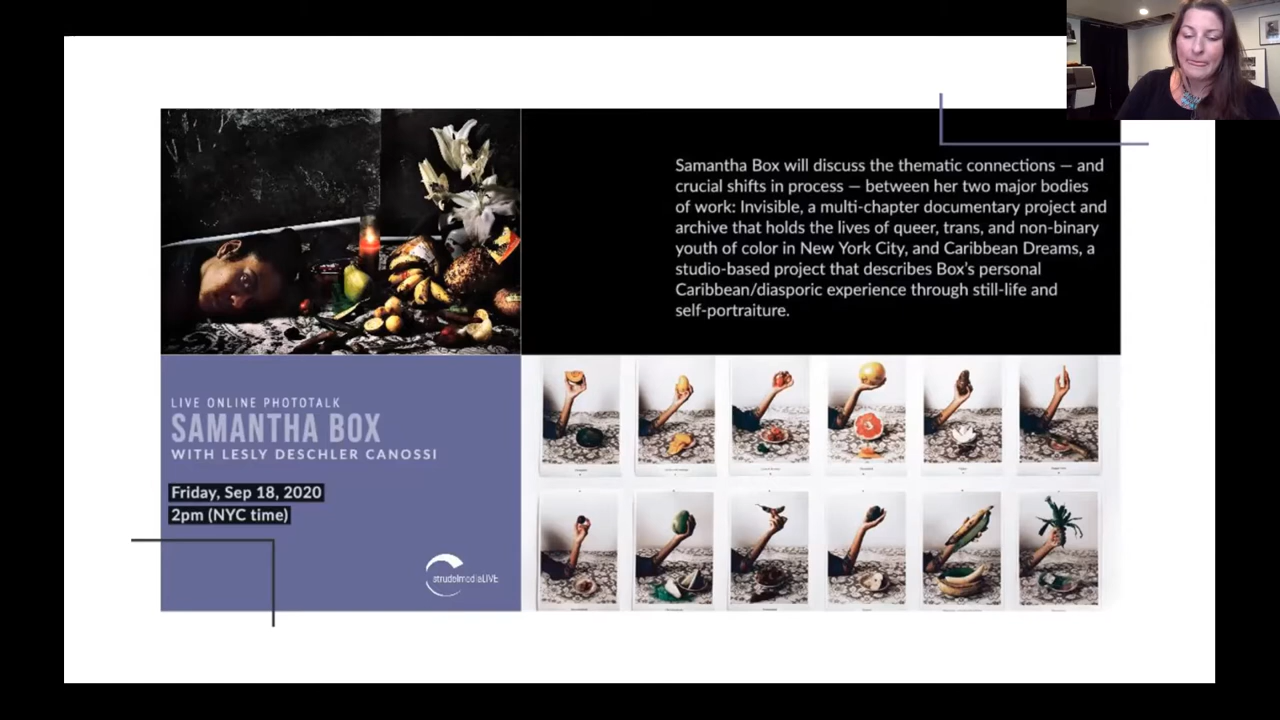 Samantha Box will discuss the thematic connections — and
crucial shifts in process — between her two major bodies
of work: Invisible, a multi-chapter documentary project and
archive that holds the lives of queer, trans, and non-binary
youth of color in New York City, and Caribbean Dreams, a
studio-based project that describes Box's personal
Caribbean/diasporic experience through still-life and
self-portraiture.
LIVE ONLINE PHOTOTALK
SAMANTHA BOX
WITH LESLY DESCHLER CANOSSI
Friday, Sep 18, 2020
2pm (NYC time)
strudelmediaLIVE